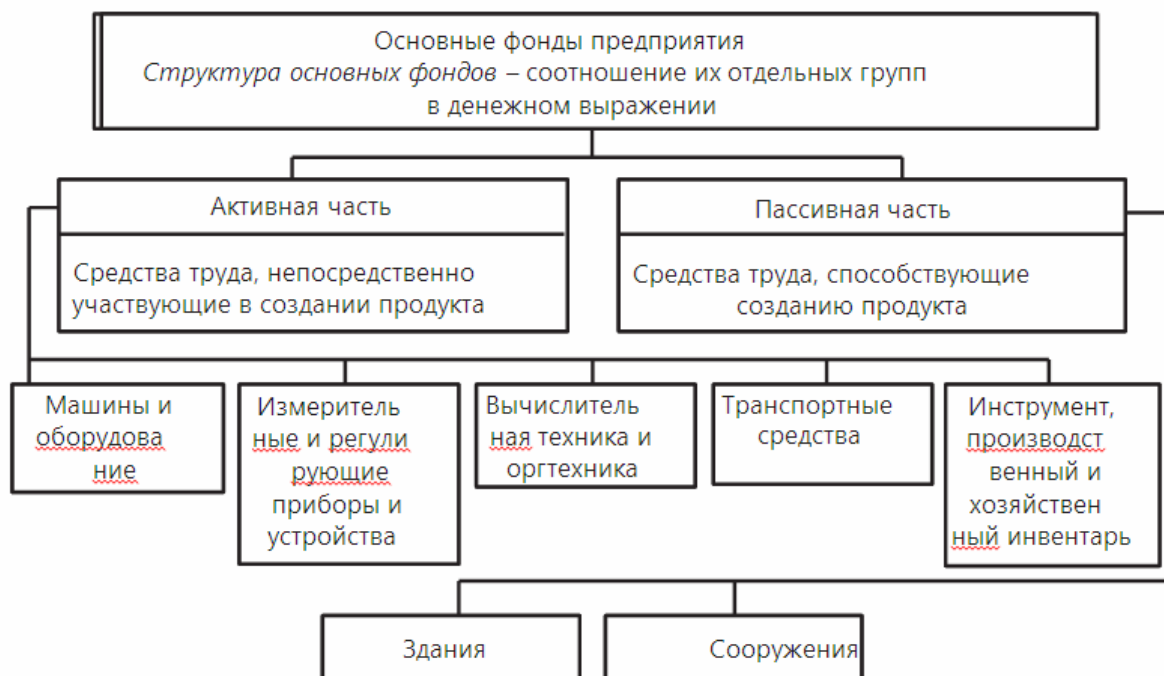 Основные фонды предприятия
Структура основных фондов – соотношение их отдельных групп
в денежном выражении
Активная часть
Средства труда, непосредственно
участвующие в создании продукта
Пассивная часть
Средства труда, способствующие
созданию продукта
Машины и
оборудова
ние
Измеритель
ные и регули
рующие
приборы и
устройства
Вычислитель
ная техника и
оргтехника
Транспортные
средства
Инструмент,
производст
венный и
хозяйствен
ный инвентарь
Здания
Сооружения